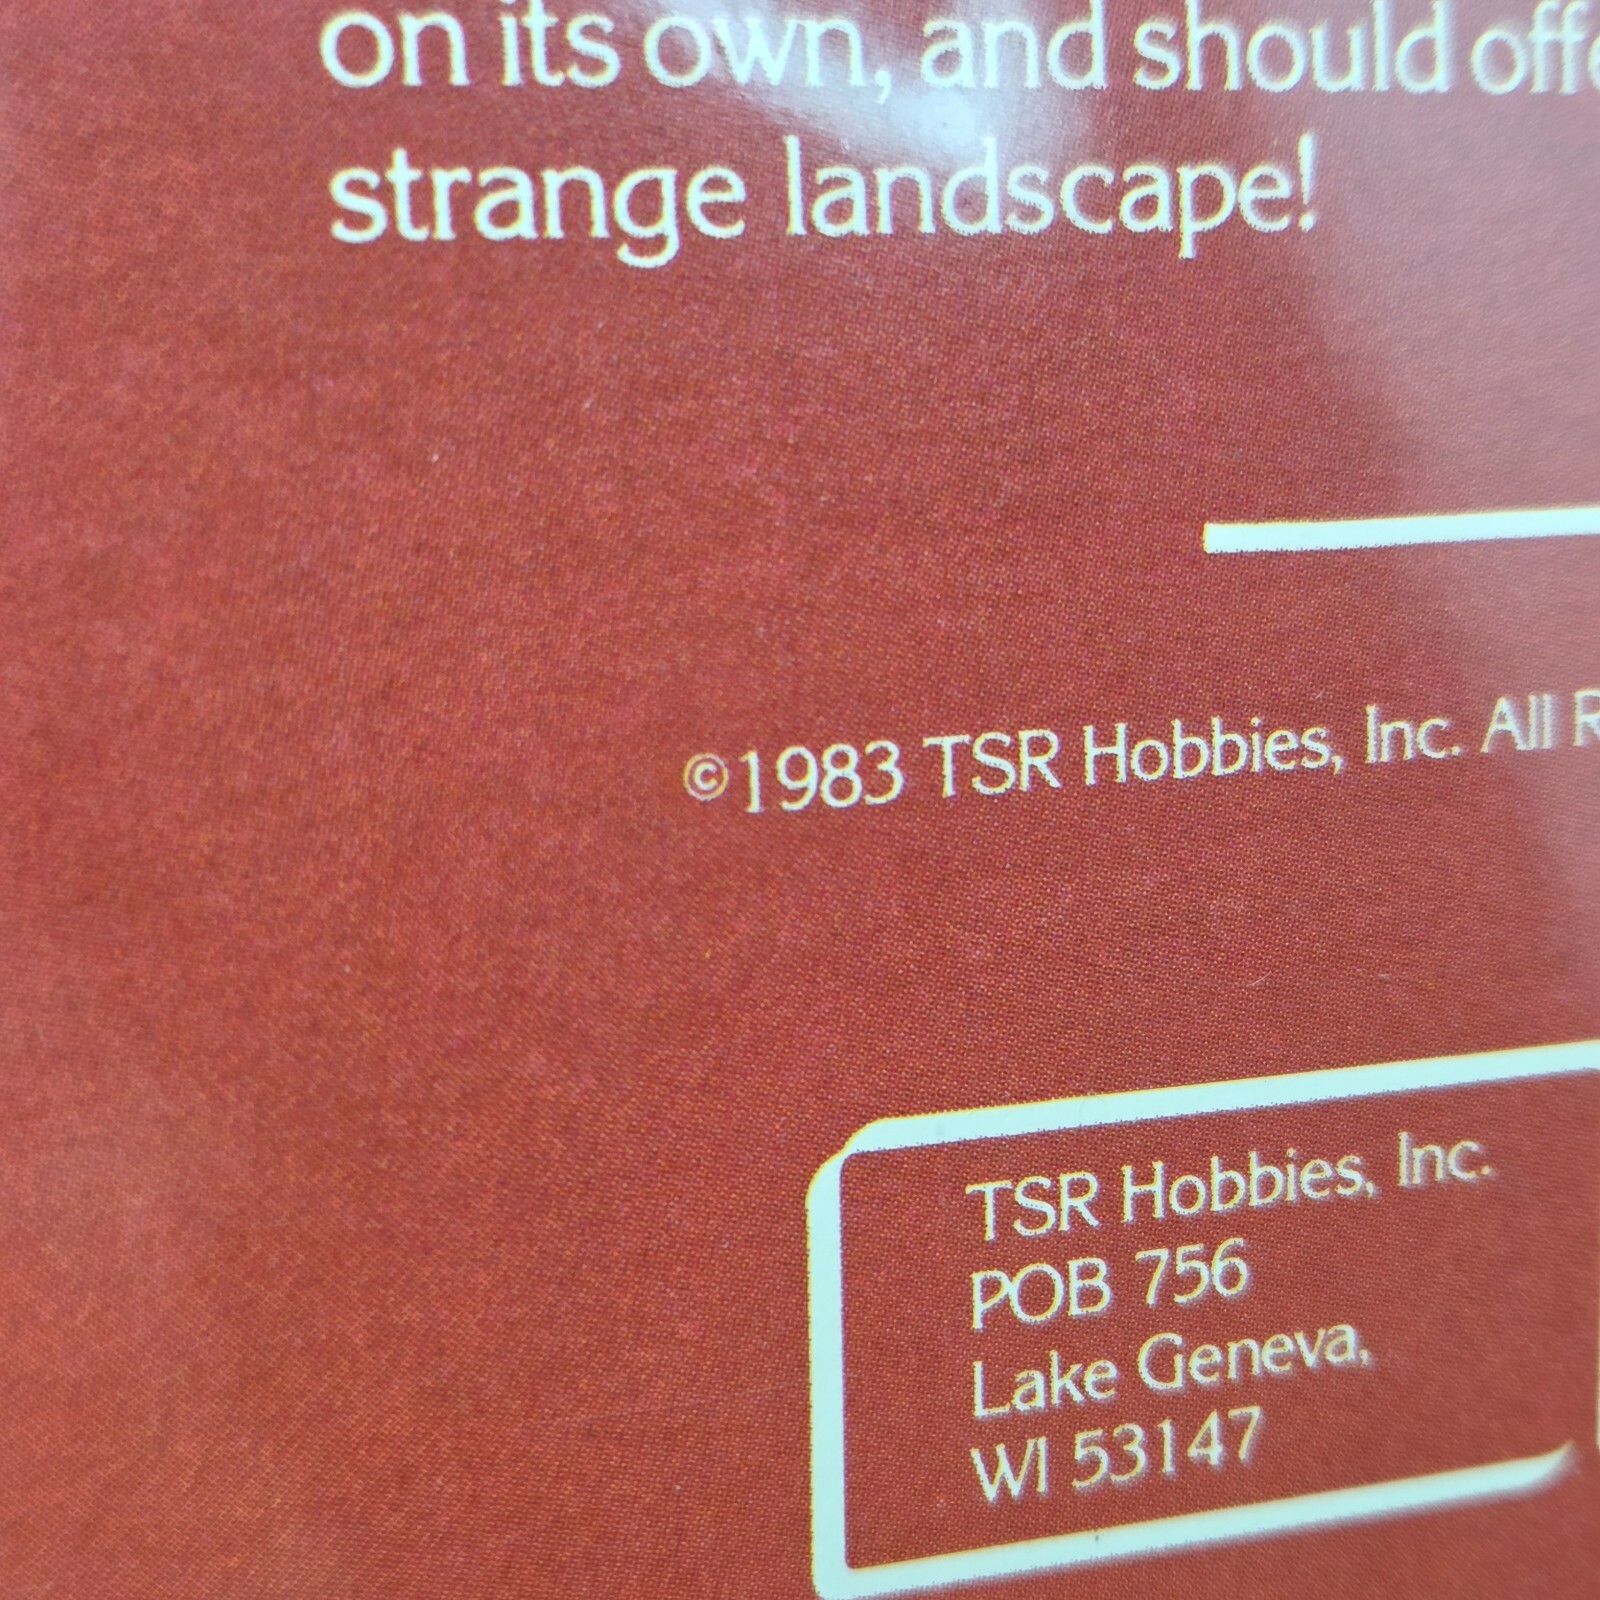 on its own, and should
strange landscape!
©1983 TSR Hobbies, Inc. All
TSR Hobbies, Inc.
POB 756
Lake Geneva,
WI 53147